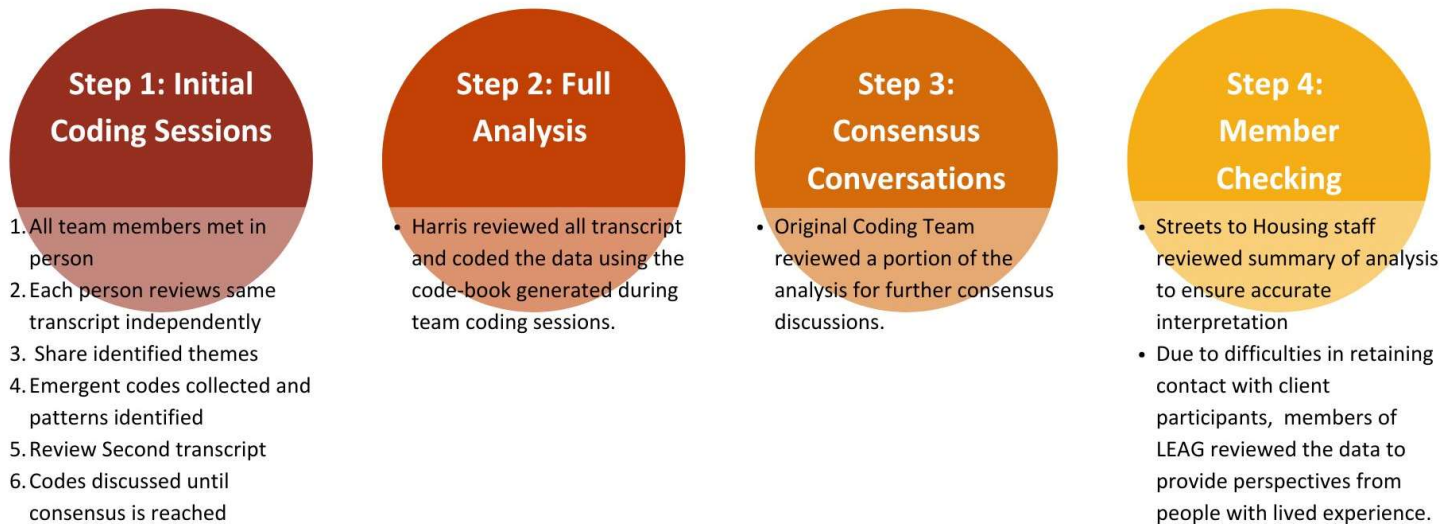 Step 1: Initial
Coding Sessions
1. All team members met in
person
2. Each person reviews same
transcript independently
3. Share identified themes
4. Emergent codes collected and
patterns identified
5. Review Second transcript
6. Codes discussed until
consensus is reached
Step 2: Full
Analysis
• Harris reviewed all transcript
and coded the data using the
code-book generated during
team coding sessions.
Step 3:
Consensus
Conversations
• Original Coding Team
reviewed a portion of the
analysis for further consensus
discussions.
Step 4:
Member
Checking
• Streets to Housing staff
reviewed summary of analysis
to ensure accurate
interpretation
• Due to difficulties in retaining
contact with client
participants, members of
LEAG reviewed the data to
provide perspectives from
people with lived experience.